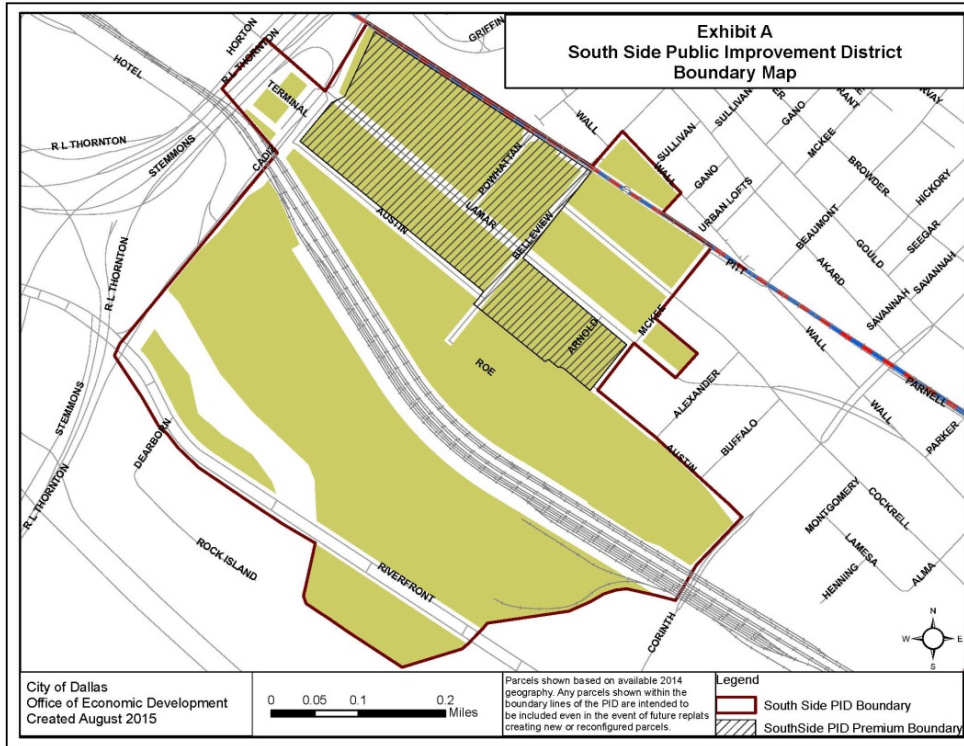 Exhibit A
South Side Public Improvement District
Boundary Map
HORTON
GRIFFIN
R L THORNTON
HOTEL
TERMINAL
R L THORNTON
STEMMONS
CADIZ
WALL
SULLIVAN
SULLIVAN
GANO
MCKEE
BROWDER
HICKORY
WALL
GANO
URBAN LOFTS
POWHATTAN
LAMAR
AUSTIN
BELLEVIEW
BEAUMONT
GOULD
SEEGAR
SAVANNAH
AKARD
SAVANNAH
PITT
R L THORNTON
ARNOLD
MCKEE
WALL
ROE
PARNELL
ALEXANDER
WALL
PARKER
STEMMONS
DEARBORN
BUFFALO
AUSTIN
R L THORNTON
MONTGOMERY
COCKRELL
LAMESA
HENNING
ALMA
ROCK ISLAND
RIVERFRONT
CORINTH
N
W
E
S
City of Dallas
Office of Economic Development
Created August 2015
0 0.05 0.1 0.2
Miles
Parcels shown based on available 2014
geography. Any parcels shown within the
boundary lines of the PID are intended to
be included even in the event of future replats
creating new or reconfigured parcels.
Legend
South Side PID Boundary
SouthSide PID Premium Boundary